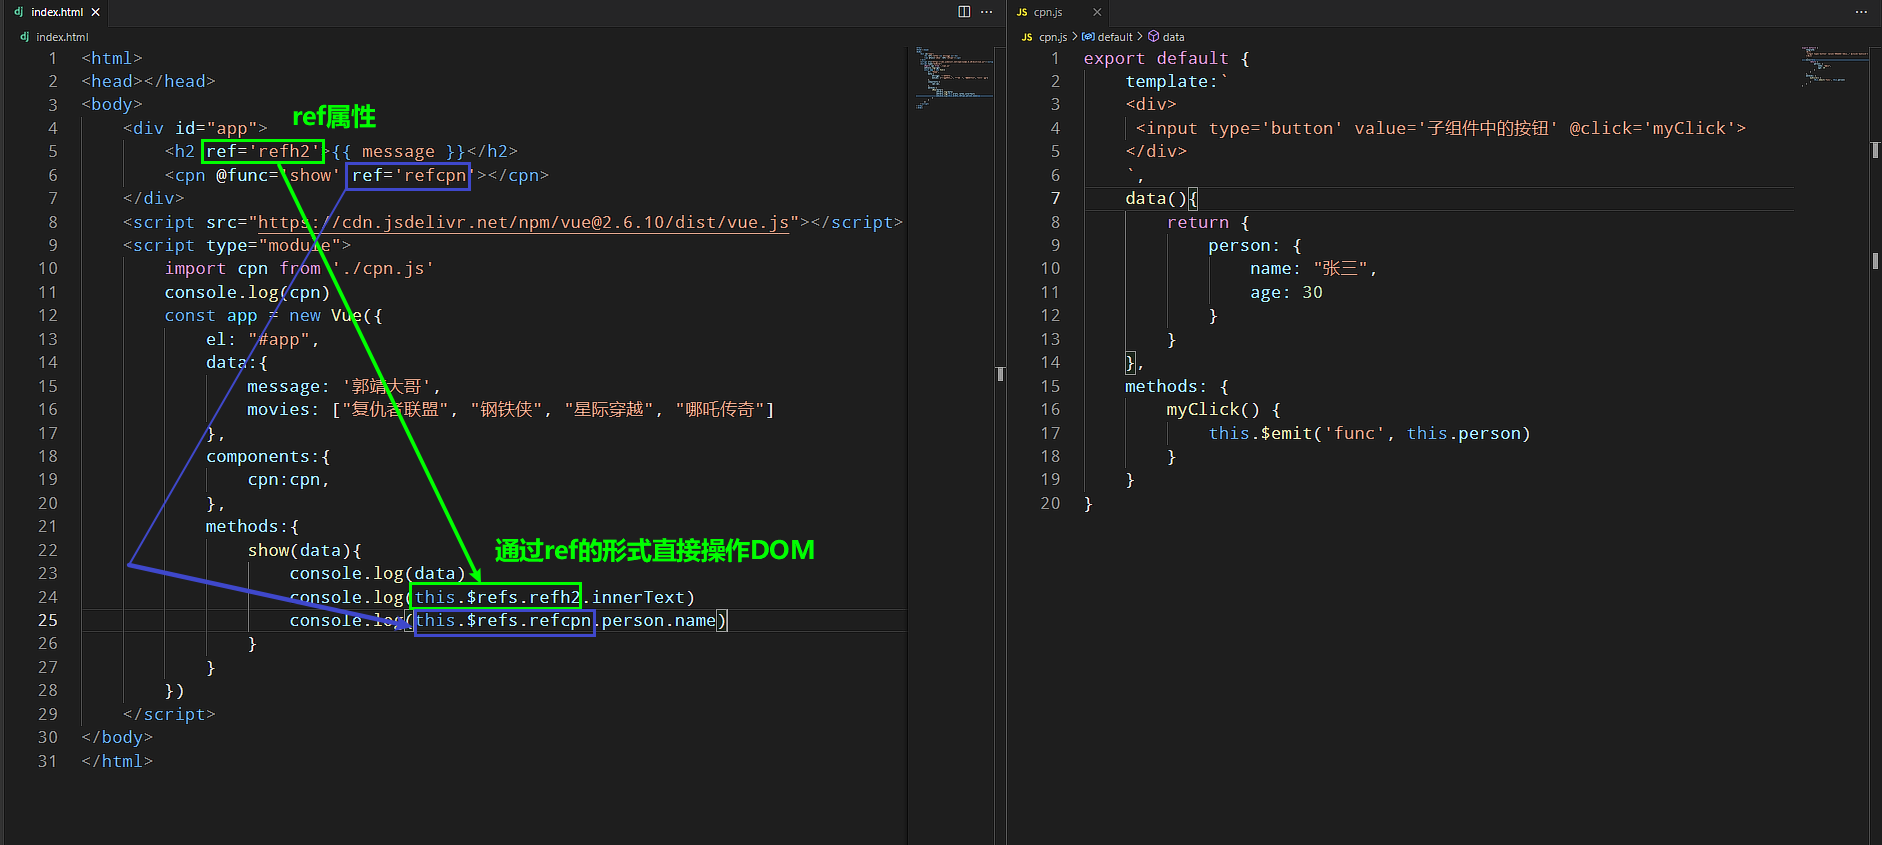 index.html
index.html
1 <html>
2 <head></head>
3 <body>
ref属性
4 <div id="app">
5 <h2 ref='refh2'>{{ message }}</h2>
6 <cpn @func='show' ref='refcpn'></cpn>
7 </div>
8 <script src="https://cdn.jsdelivr.net/npm/vue@2.6.10/dist/vue.js"></script>
9 <script type="module">
10 import cpn from './cpn.js'
11 console.log(cpn)
12 const app = new Vue({
13 el: "#app",
14 data:{
15 message: '郭靖大哥',
16 movies: ["复仇者联盟", "钢铁侠", "星际穿越", "哪吒传奇"]
17 },
18 components:{
19 cpn:cpn,
20 },
21 methods:{
22 show(data){
通过ref的形式直接操作DOM
23 console.log(data)
24 console.log(this.$refs.refh2.innerText)
25 console.log(this.$refs.refcpn.person.name)
26 }
27 }
28 })
29 </script>
30 </body>
31 </html>
JS cpn.js
JS cpn.js > default > data
1 export default {
2 template:`
3 <div>
4 <input type='button' value='子组件中的按钮' @click='myClick'>
5 </div>
6 `,
7 data(){
8 return {
9 person: {
10 name: "张三",
11 age: 30
12 }
13 }
14 },
15 methods: {
16 myClick() {
17 this.$emit('func', this.person)
18 }
19 }
20 }